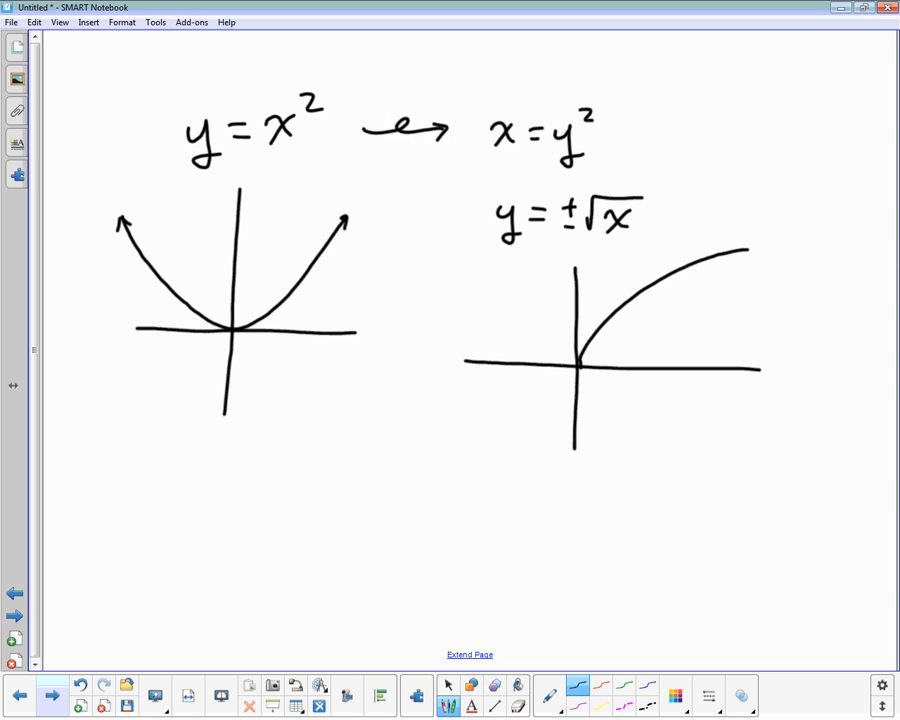 Untitled * - SMART Notebook
File Edit View Insert Format Tools Add-ons Help
y = x² → x = y²
y = ±√x
Extend Page